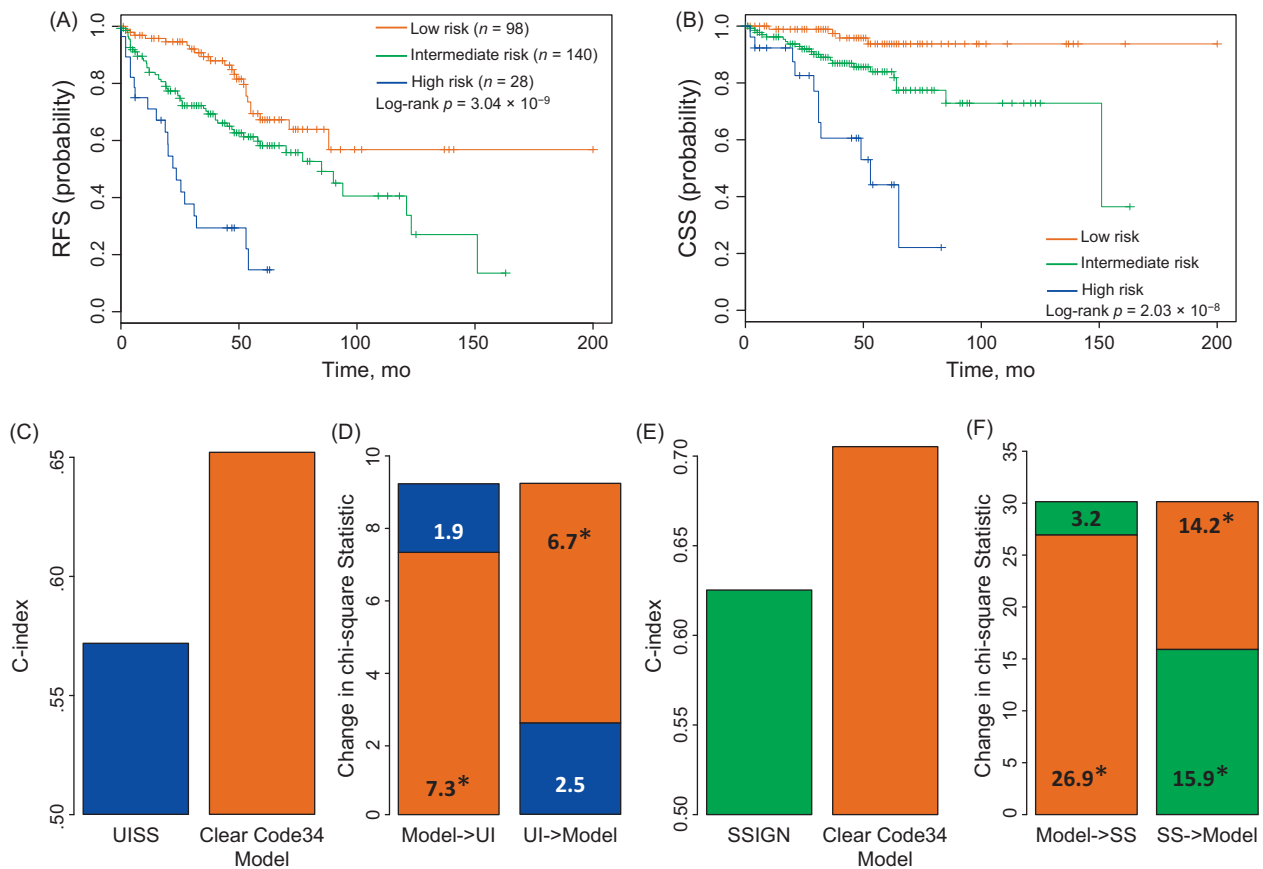 (A)
RFS (probability)
1.0
0.8
0.6
0.4
0.2
0.0
Low risk (n = 98)
Intermediate risk (n = 140)
High risk (n = 28)
Log-rank p = 3.04 × 10⁻⁹
0 50 100 150 200
Time, mo
(B)
CSS (probability)
1.0
0.8
0.6
0.4
0.2
0.0
Low risk
Intermediate risk
High risk
Log-rank p = 2.03 × 10⁻⁸
0 50 100 150 200
Time, mo
(C)
C-index
.65
.60
.55
.50
UISS Clear Code34
Model
(D)
Change in chi-square Statistic
10
8
6
4
2
0
1.9
6.7*
7.3*
2.5
Model->UI UI->Model
(E)
C-index
0.70
0.65
0.60
0.55
0.50
SSIGN Clear Code34
Model
(F)
Change in chi-square Statistic
35
30
25
20
15
10
5
0
3.2
14.2*
26.9*
15.9*
Model->SS SS->Model